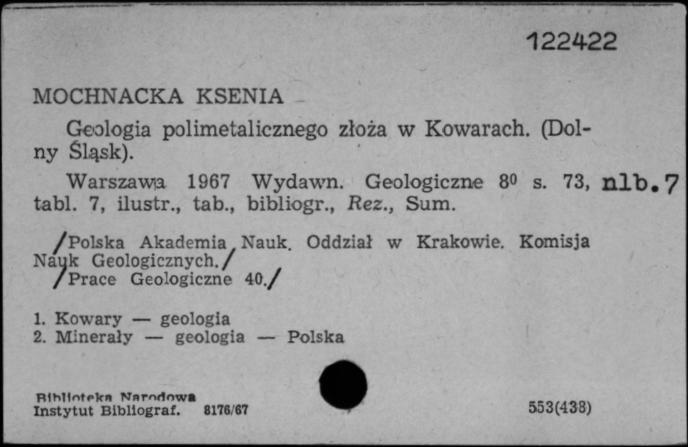 122422
MOCHNACKA KSENIA
Geologia polimetalicznego złoża w Kowarach. (Dol-
ny Śląsk).
Warszawa 1967 Wydawn. Geologiczne 8⁰ s. 73, nlb. 7
tabl. 7, ilustr., tab., bibliogr., Rez., Sum.
/Polska Akademia Nauk. Oddział w Krakowie. Komisja
Nauk Geologicznych./
/Prace Geologiczne 40./
1. Kowary — geologia
2. Minerały — geologia — Polska
Biblioteka Narodowa
Instytut Bibliograf. 8176/67 553(438)